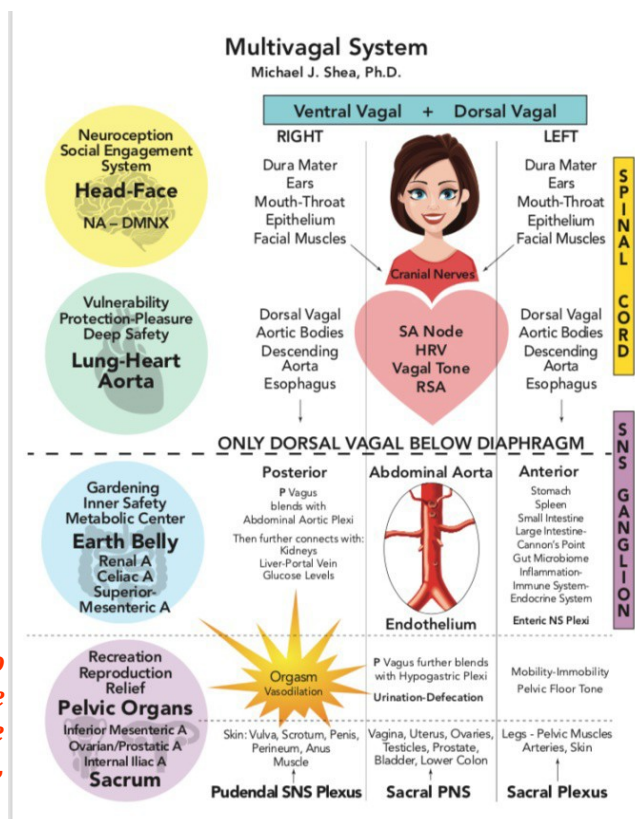 Multivagal System
Michael J. Shea, Ph.D.
Ventral Vagal + Dorsal Vagal
RIGHT
LEFT
Neuroception
Social Engagement
System
Head-Face
NA – DMNX
Dura Mater
Ears
Mouth-Throat
Epithelium
Facial Muscles
Dura Mater
Ears
Mouth-Throat
Epithelium
Facial Muscles
Cranial Nerves
SPINAL CORD
Vulnerability
Protection-Pleasure
Deep Safety
Lung-Heart
Aorta
Dorsal Vagal
Aortic Bodies
Descending
Aorta
Esophagus
SA Node
HRV
Vagal Tone
RSA
Dorsal Vagal
Aortic Bodies
Descending
Aorta
Esophagus
ONLY DORSAL VAGAL BELOW DIAPHRAGM
SNS GANGLION
Gardening
Inner Safety
Metabolic Center
Earth Belly
Renal A
Celiac A
Superior-
Mesenteric A
Posterior
P Vagus
blends with
Abdominal Aortic Plexi
Then further connects with:
Kidneys
Liver-Portal Vein
Glucose Levels
Abdominal Aorta
Endothelium
Anterior
Stomach
Spleen
Small Intestine
Large Intestine-
Cannon's Point
Gut Microbiome
Inflammation-
Immune System-
Endocrine System
Enteric NS Plexi
Recreation
Reproduction
Relief
Pelvic Organs
Inferior Mesenteric A
Ovarian/Prostatic A
Internal Iliac A
Sacrum
Orgasm
Vasodilation
P Vagus further blends
with Hypogastric Plexi
Urination-Defecation
Mobility-Immobility
Pelvic Floor Tone
Skin: Vulva, Scrotum, Penis,
Perineum, Anus
Muscle
Pudendal SNS Plexus
Vagina, Uterus, Ovaries,
Testicles, Prostate,
Bladder, Lower Colon
Sacral PNS
Legs - Pelvic Muscles
Arteries, Skin
Sacral Plexus